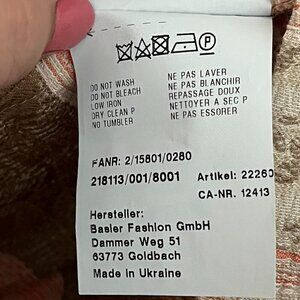 P
DO NOT WASH NE PAS LAVER
DO NOT BLEACH NE PAS BLANCHIR
LOW IRON REPASSAGE DOUX
DRY CLEAN P NETTOYER A SEC P
NO TUMBLER NE PAS ESSORER
FANR: 2/15801/0280
218113/001/8001 Artikel: 22260
CA-NR. 12413
Hersteller:
Basler Fashion GmbH
Dammer Weg 51
63773 Goldbach
Made in Ukraine